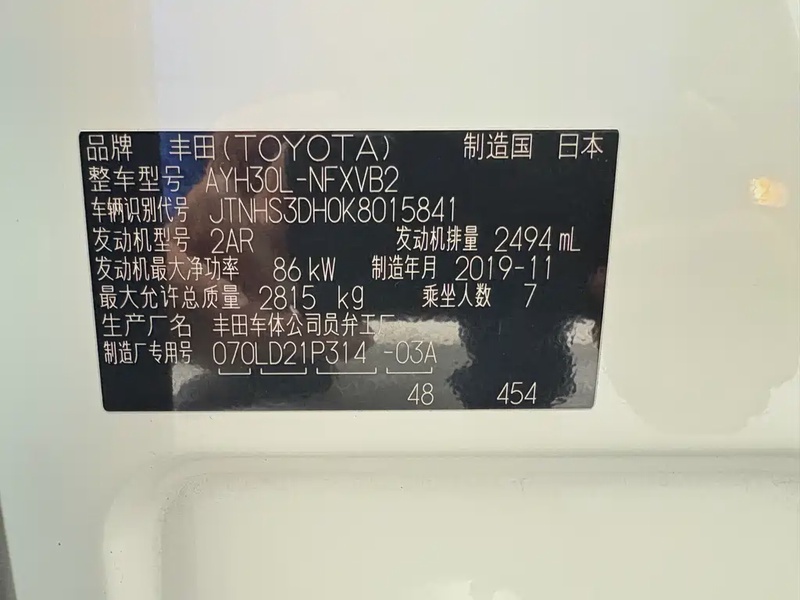 品牌 丰田(TOYOTA) 制造国 日本
整车型号 AYH30L-NFXVB2
车辆识别代号 JTNHS3DH0K8015841
发动机型号 2AR 发动机排量 2494 mL
发动机最大净功率 86 kW 制造年月 2019-11
最大允许总质量 2815 kg 乘坐人数 7
生产厂名 丰田车体公司员弁工厂
制造厂专用号 070LD21P314 -03A
48 454